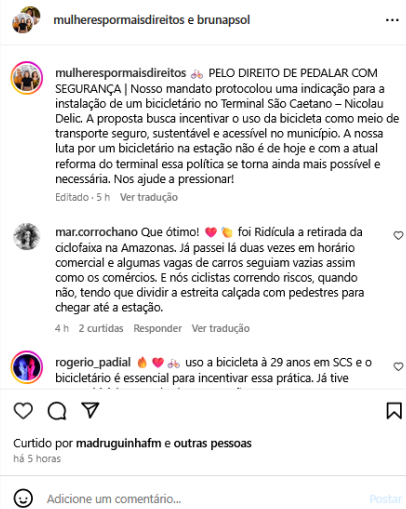 mulherespormaisdireitos e brunapsol
mulherespormaisdireitos 🚲 PELO DIREITO DE PEDALAR COM
SEGURANÇA | Nosso mandato protocolou uma indicação para a
instalação de um bicicletário no Terminal São Caetano – Nicolau
Delic. A proposta busca incentivar o uso da bicicleta como meio de
transporte seguro, sustentável e acessível no município. A nossa
luta por um bicicletário na estação não é de hoje e com a atual
reforma do terminal essa política se torna ainda mais possível e
necessária. Nos ajude a pressionar!
Editado · 5 h Ver tradução
mar.corrochano Que ótimo! ❤️ 👏 foi Ridícula a retirada da
ciclofaixa na Amazonas. Já passei lá duas vezes em horário
comercial e algumas vagas de carros seguiam vazias assim
como os comércios. E nós ciclistas correndo riscos, quando
não, tendo que dividir a estreita calçada com pedestres para
chegar até a estação.
4 h 2 curtidas Responder Ver tradução
rogerio_padial 🔥 ❤️ 🚲 uso a bicicleta à 29 anos em SCS e o
bicicletário é essencial para incentivar essa prática. Já tive
Curtido por madruguinhafm e outras pessoas
há 5 horas
Adicione um comentário...
Postar